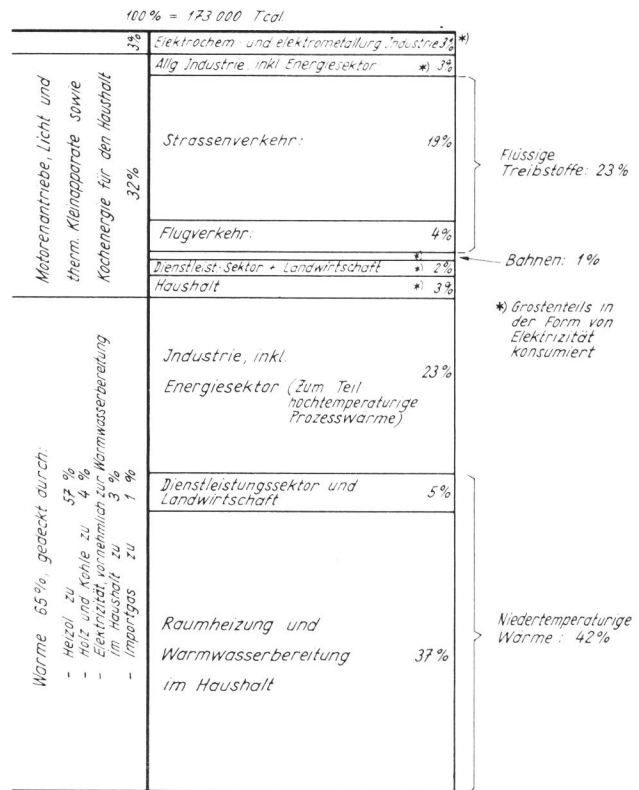 100 % = 173 000 Tcal.
3%
Motorenantriebe, Licht und
therm. Kleinapparate sowie
Kochenergie für den Haushalt
32%
Wärme 65%, gedeckt durch:
- Heizöl zu 57 %
- Holz und Kohle zu 4 %
- Elektrizität, vornehmlich zur Warmwasserbereitung
im Haushalt zu 3 %
- Importgas zu 1 %
Elektrochem- und elektrometallung Industrie 3% *)
Allg Industrie, inkl Energiesektor *) 3%
Strassenverkehr: 19%
Flugverkehr: 4%
*)
Dienstleist.-Sektor + Landwirtschaft *) 2%
Haushalt *) 3%
Industrie, inkl.
23%
Energiesektor (Zum Teil
hochtemperaturige
Prozesswärme)
Dienstleistungssektor und
Landwirtschaft 5%
Raumheizung und
Warmwasserbereitung 37%
im Haushalt
Flüssige
Treibstoffe: 23%
Bahnen: 1%
*) Grostenteils in
der Form von
Elektrizität
konsumiert
Niedertemperaturige
Wärme: 42%